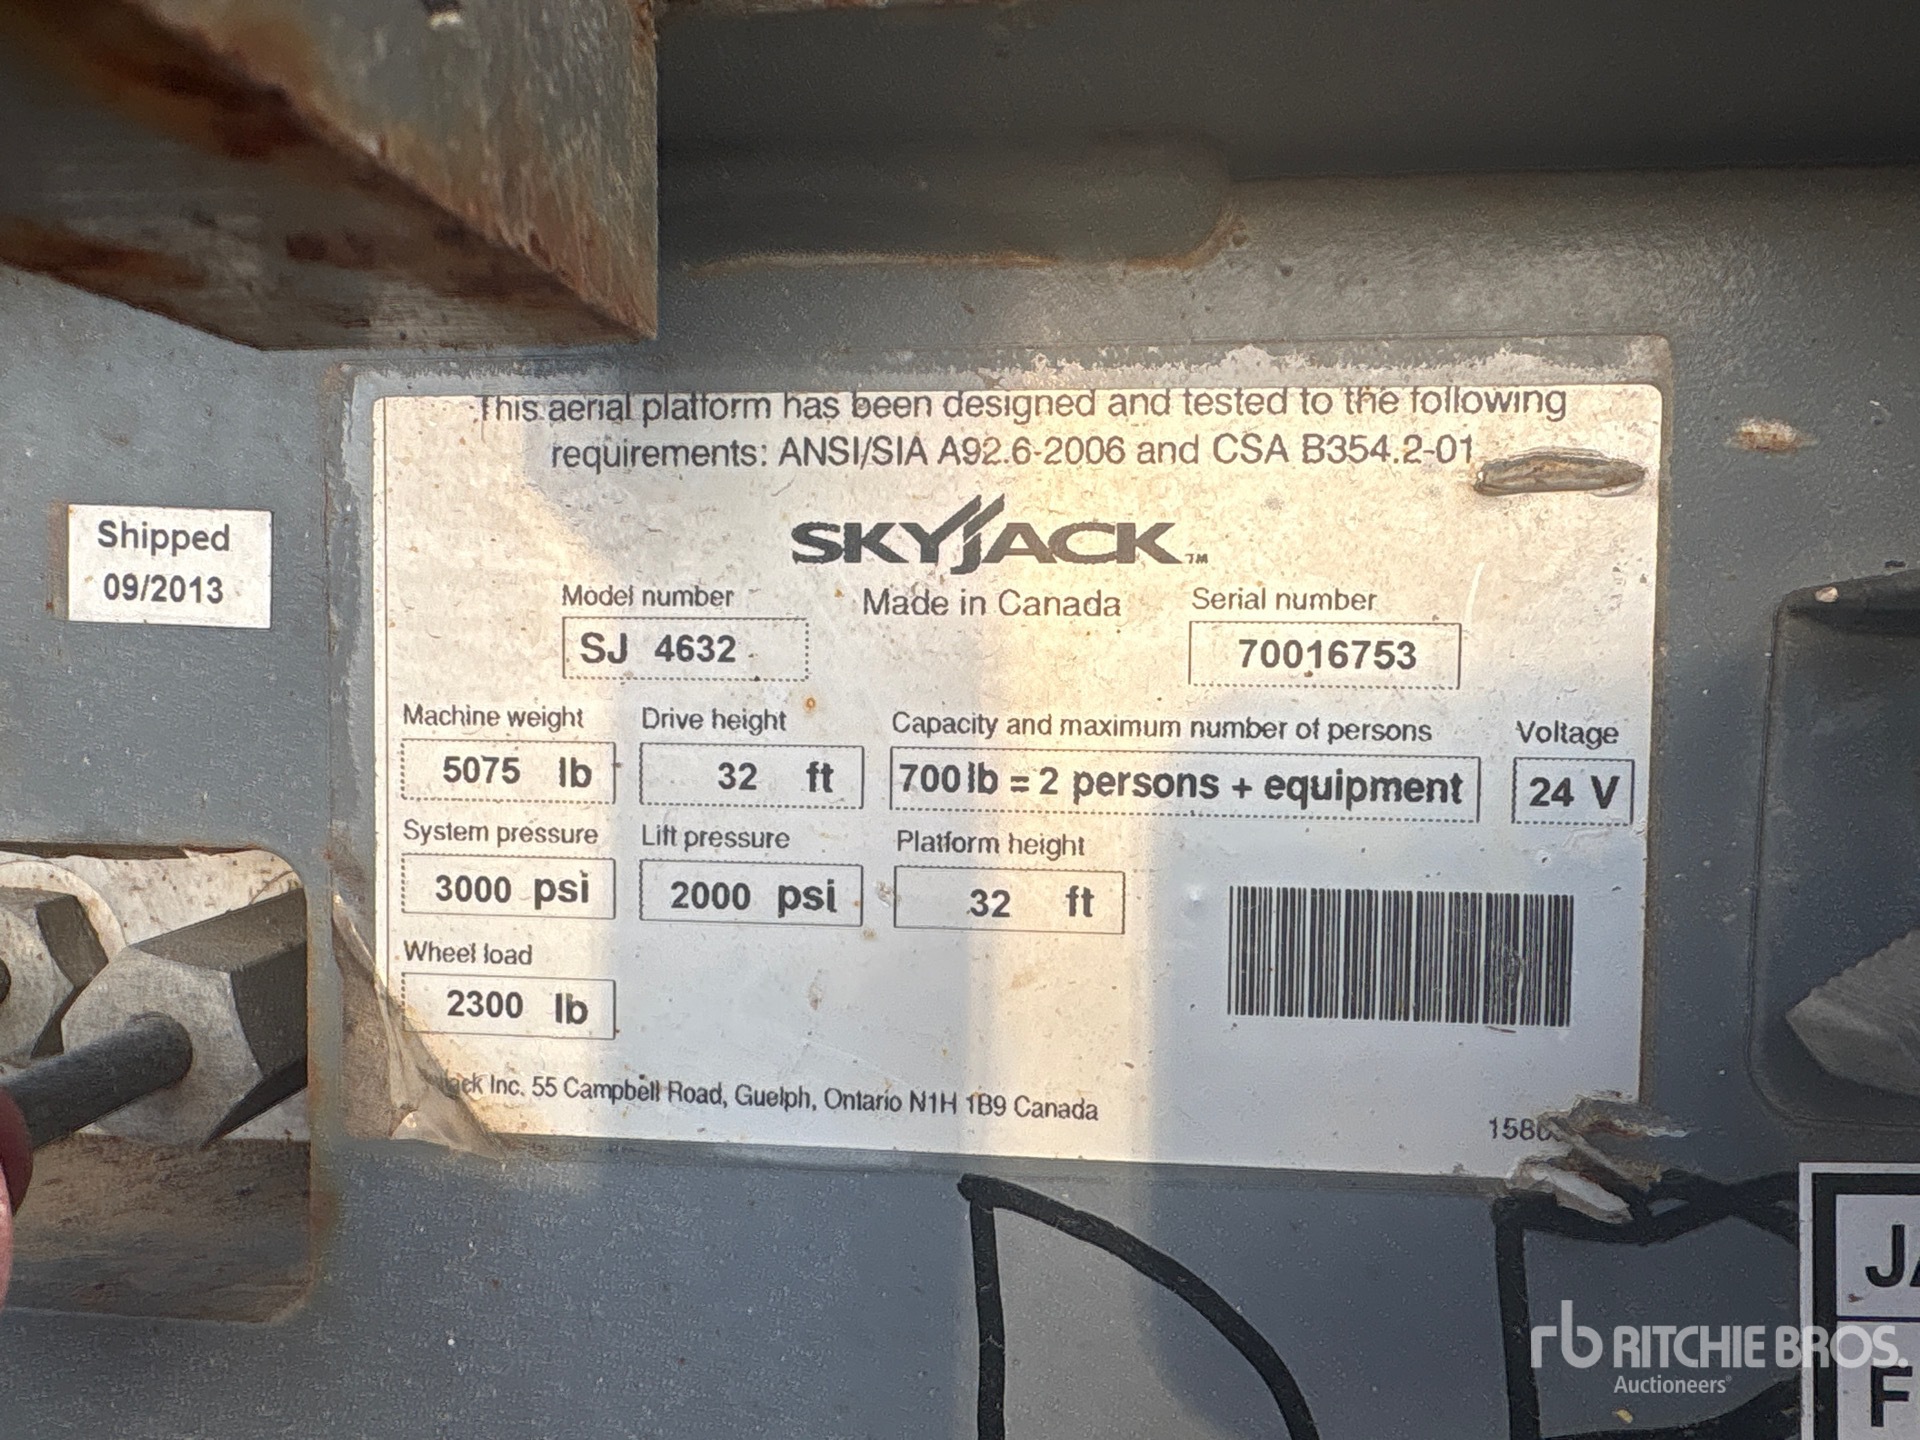 This aerial platform has been designed and tested to the following
requirements: ANSI/SIA A92.6-2006 and CSA B354.2-01
SKYJACK™
Shipped
09/2013
Model number
Made in Canada
Serial number
SJ 4632
70016753
Machine weight
Drive height
Capacity and maximum number of persons
Voltage
5075 lb
32 ft
700 lb = 2 persons + equipment
24 V
System pressure
Lift pressure
Platform height
3000 psi
2000 psi
32 ft
Wheel load
2300 lb
Inc. 55 Campbell Road, Guelph, Ontario N1H 1B9 Canada
rb RITCHIE BROS.
Auctioneers